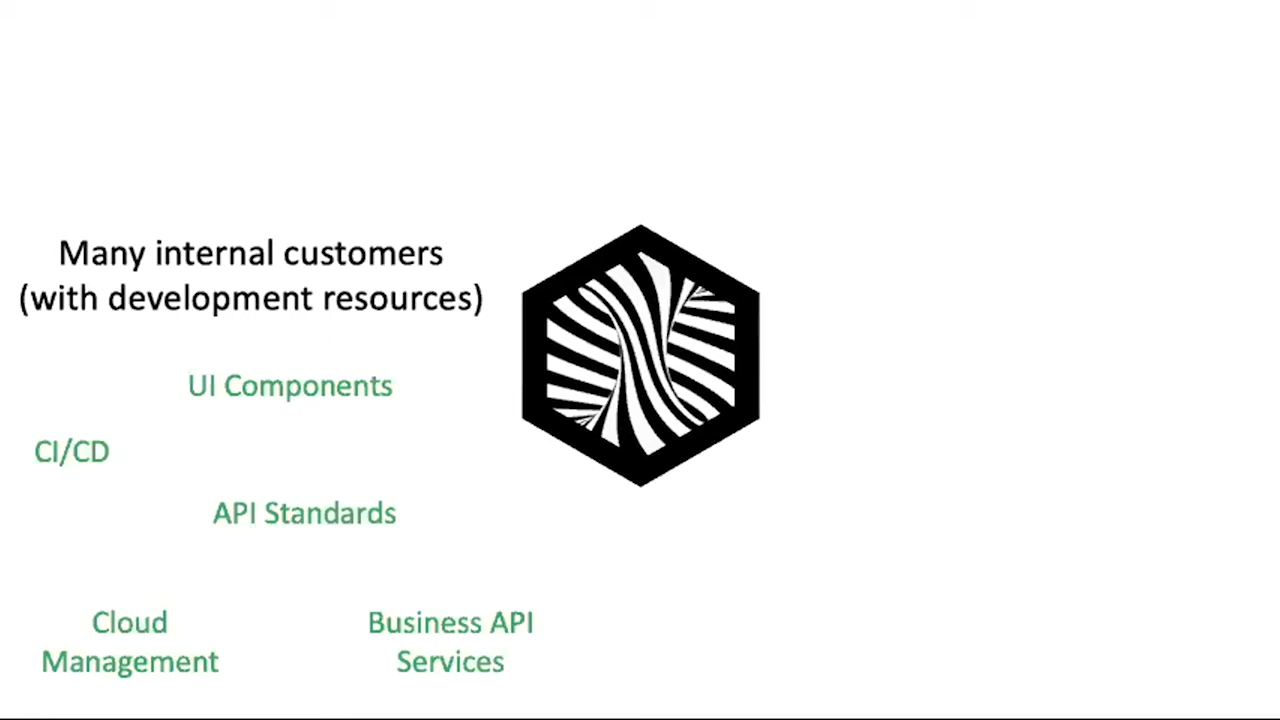 Many internal customers
(with development resources)
UI Components
CI/CD
API Standards
Cloud
Management
Business API
Services